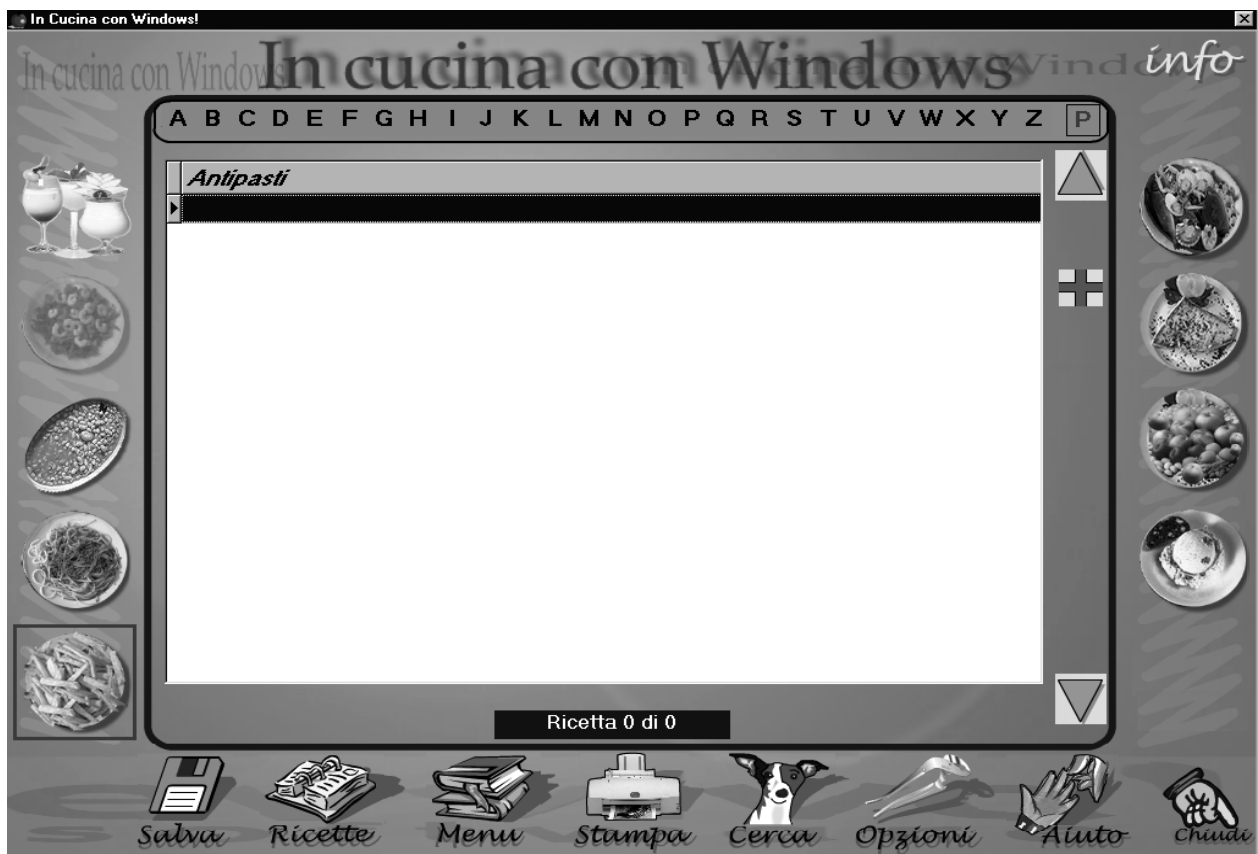 In Cucina con Windows!
In cucina con Windows In cucina con Windows info
A B C D E F G H I J K L M N O P Q R S T U V W X Y Z P
Antipasti
Ricetta 0 di 0
Salva Ricette Menu Stampa Cerca Opzioni Aiuto Chiudi